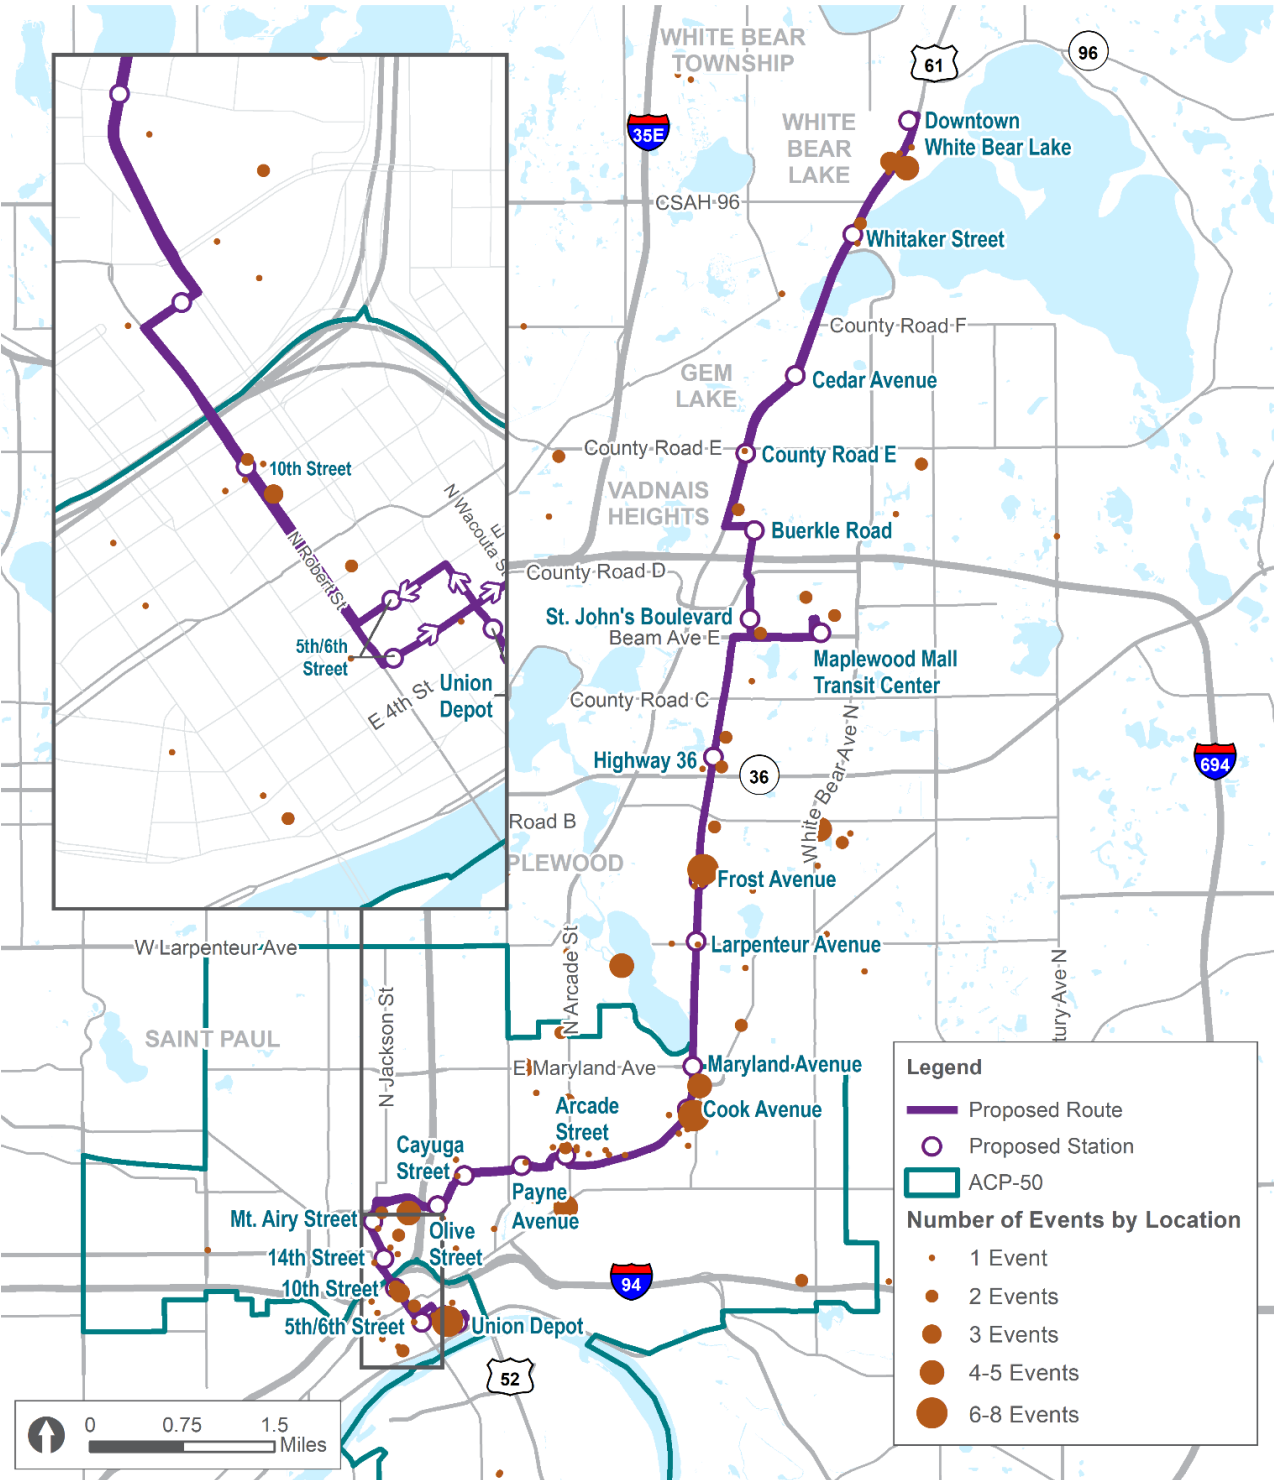 WHITE BEAR
TOWNSHIP
61
96
35E
WHITE
BEAR
LAKE
Downtown
White Bear Lake
CSAH 96
Whitaker Street
County Road F
GEM
LAKE
Cedar Avenue
County Road E
County Road E
10th Street
VADNAIS
HEIGHTS
N Wacouta S
E
Buerkle Road
N Robert St
County Road D
St. John's Boulevard
Beam Ave E
5th/6th
Street
Union
Depot
E 4th St
Maplewood Mall
Transit Center
County Road C
Highway 36
36
694
White Bear Ave N
Road B
PLEWOOD
Frost Avenue
W Larpenteur Ave
Larpenteur Avenue
N Arcade St
tury Ave N
N Jackson St
SAINT PAUL
E Maryland Ave
Maryland Avenue
Arcade
Street
Cook Avenue
Cayuga
Street
Payne
Avenue
Mt. Airy Street
Olive
Street
14th Street
10th Street
94
5th/6th Street
Union Depot
52
Legend
Proposed Route
Proposed Station
ACP-50
Number of Events by Location
1 Event
2 Events
3 Events
4-5 Events
6-8 Events
0 0.75 1.5
Miles